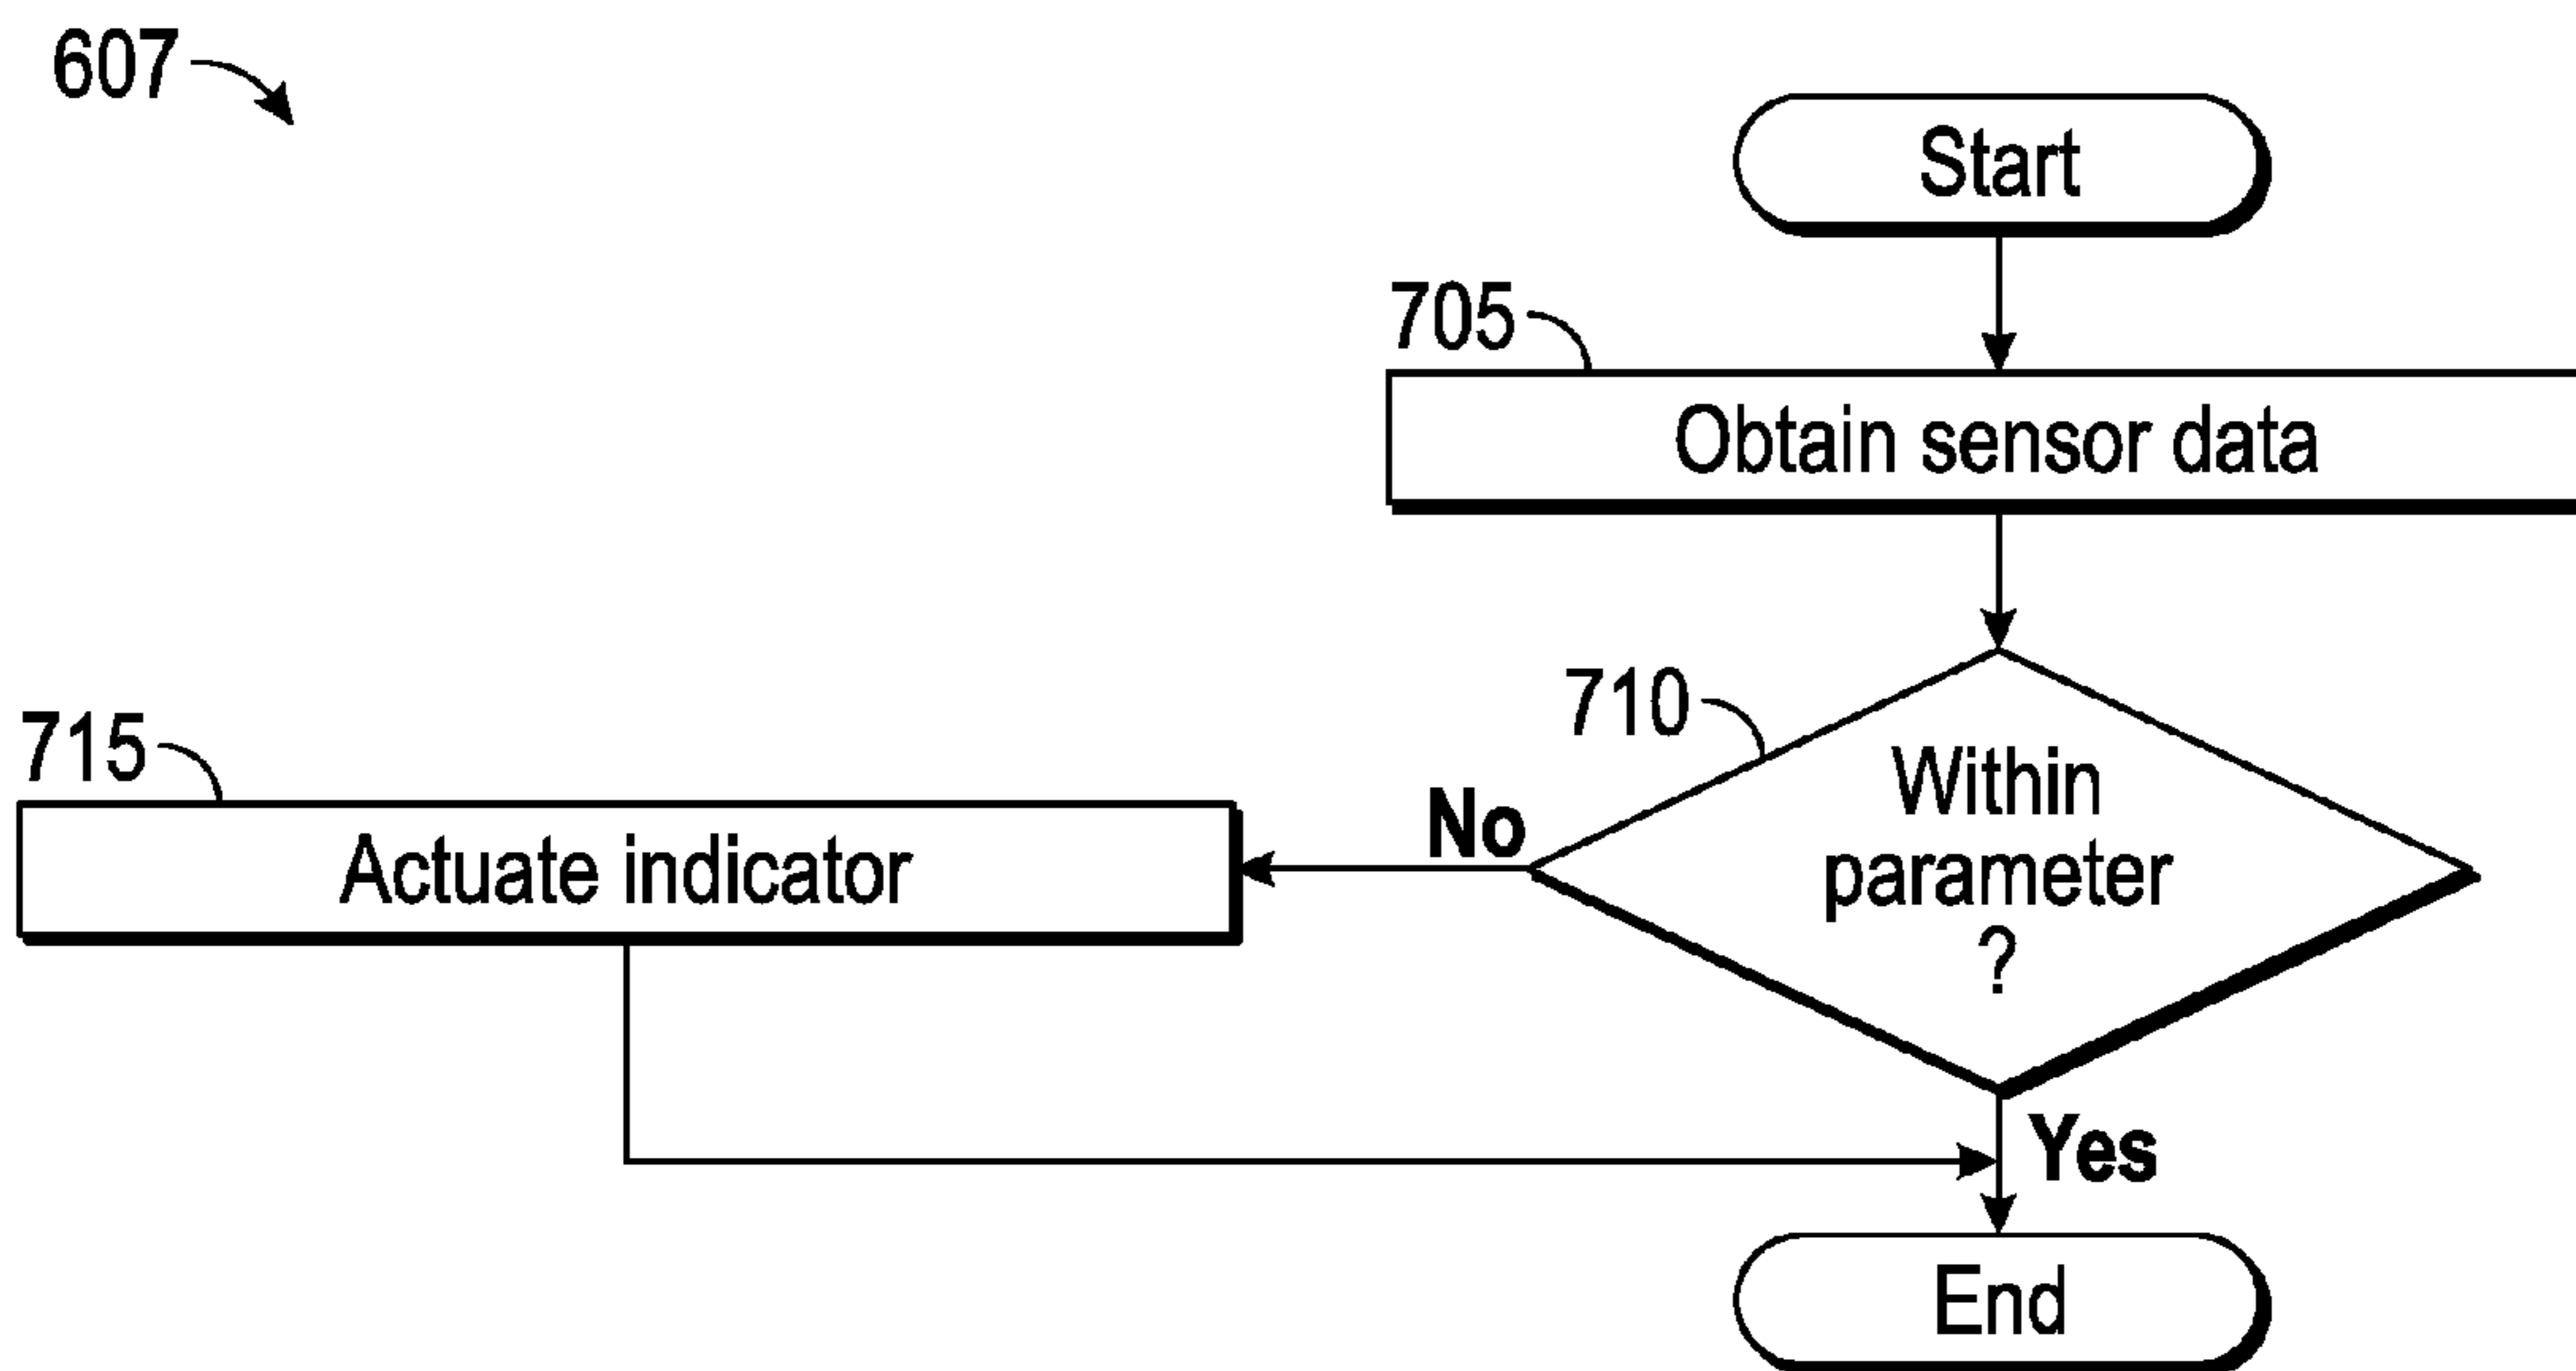 607
Start
705
Obtain sensor data
710
Within
parameter
?
No
715
Actuate indicator
Yes
End